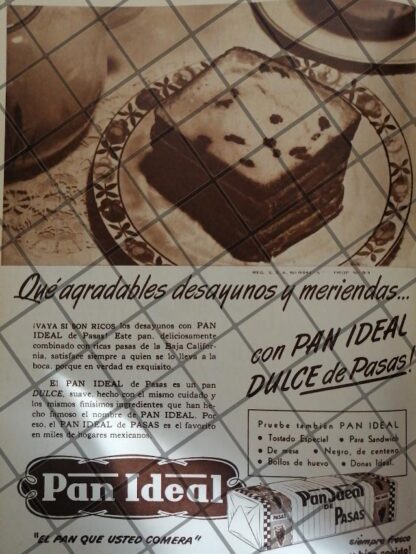 Qué agradables desayunos y meriendas...
¡VAYA SI SON RICOS los desayunos con PAN
IDEAL de Pasas! Este pan, deliciosamente
combinado con ricas pasas de la Baja Califor-
nia, satisface siempre a quien se lo lleva a la
boca, porque en verdad es exquisito.
El PAN IDEAL de Pasas es un pan
DULCE, suave, hecho con el mismo cuidado y
los mismos finísimos ingredientes que han he-
cho famoso el nombre de PAN IDEAL. Por
eso, el PAN IDEAL de PASAS es el favorito
en miles de hogares mexicanos.
con PAN IDEAL
DULCE de Pasas!
Pruebe también PAN IDEAL
• Tostado Especial • Para Sandwich
• De mesa • Negro, de centeno
• Bollos de huevo • Donas Ideal.
Pan Ideal
"EL PAN QUE USTED COMERA"
Pan Ideal
DE
PASAS
siempre fresco